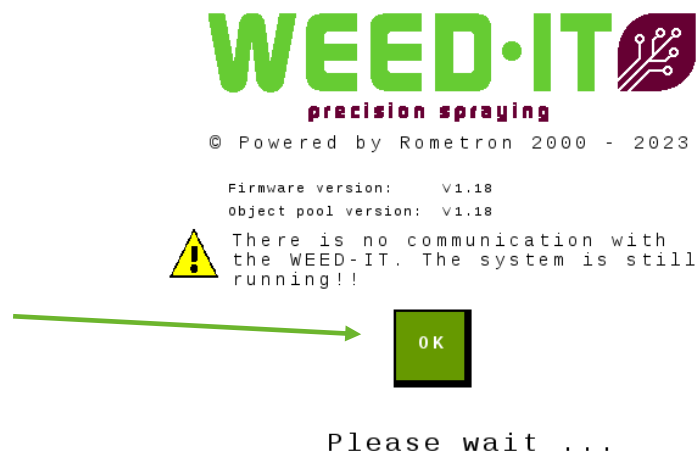 WEED•IT
precision spraying
© Powered by Rometron 2000 - 2023
Firmware version: V1.18
Object pool version: V1.18
There is no communication with
the WEED-IT. The system is still
running!!
OK
Please wait ...